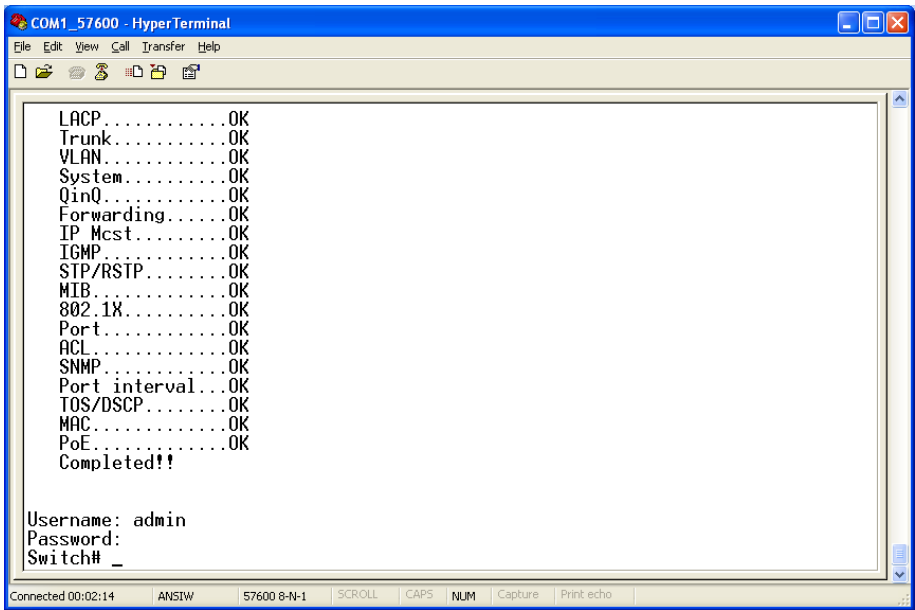 COM1_57600 - HyperTerminal
File Edit View Call Transfer Help
LACP............OK
Trunk...........OK
VLAN............OK
System..........OK
QinQ............OK
Forwarding......OK
IP Mcst.........OK
IGMP............OK
STP/RSTP........OK
MIB.............OK
802.1X..........OK
Port............OK
ACL.............OK
SNMP............OK
Port interval...OK
TOS/DSCP........OK
MAC.............OK
PoE.............OK
Completed!!
Username: admin
Password:
Switch# _
Connected 00:02:14 ANSIW 57600 8-N-1 SCROLL CAPS NUM Capture Print echo